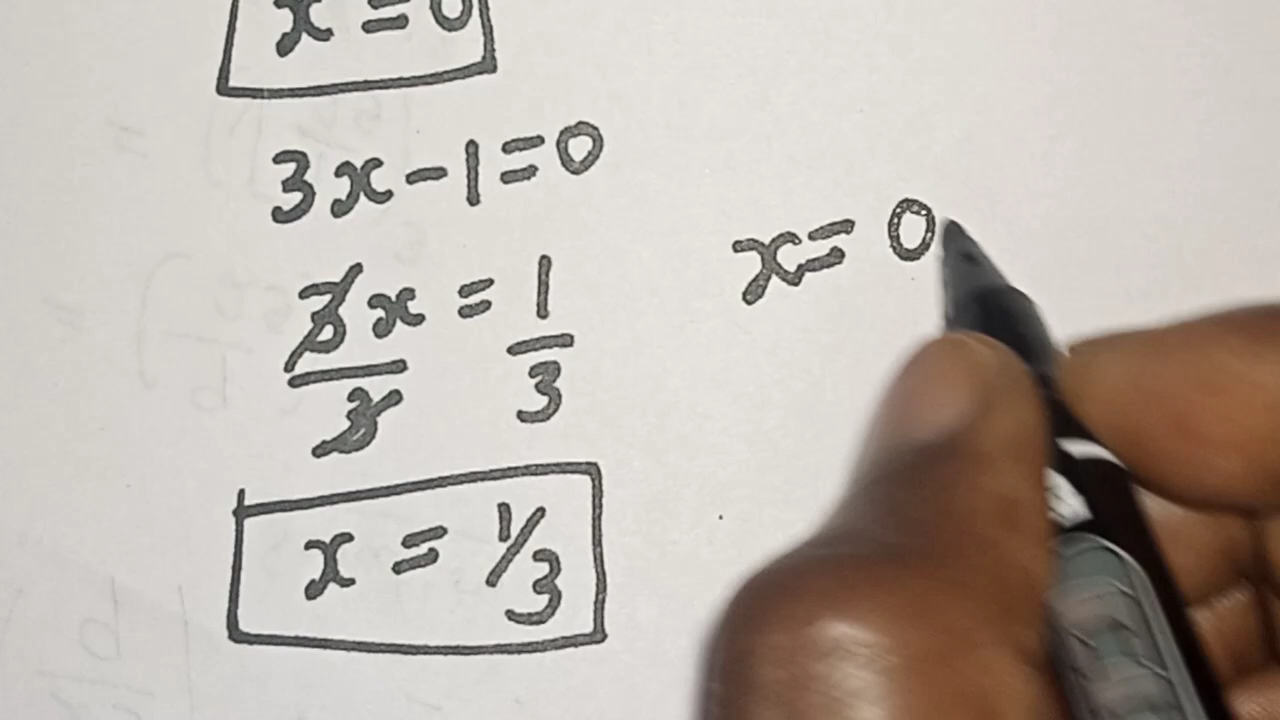 x = 0
3x - 1 = 0
3x/3 = 1/3
x = 1/3
x = 0